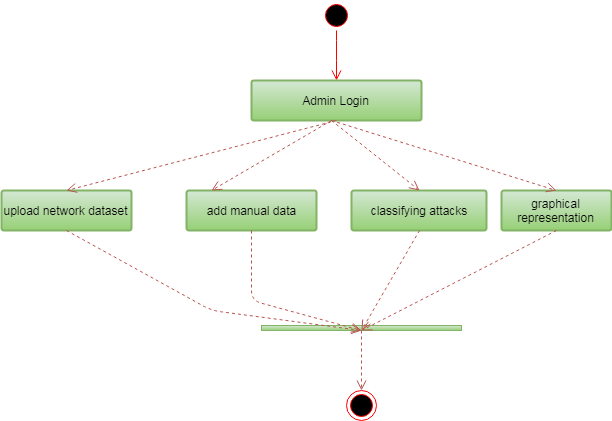 Admin Login
upload network dataset
add manual data
classifying attacks
graphical
representation